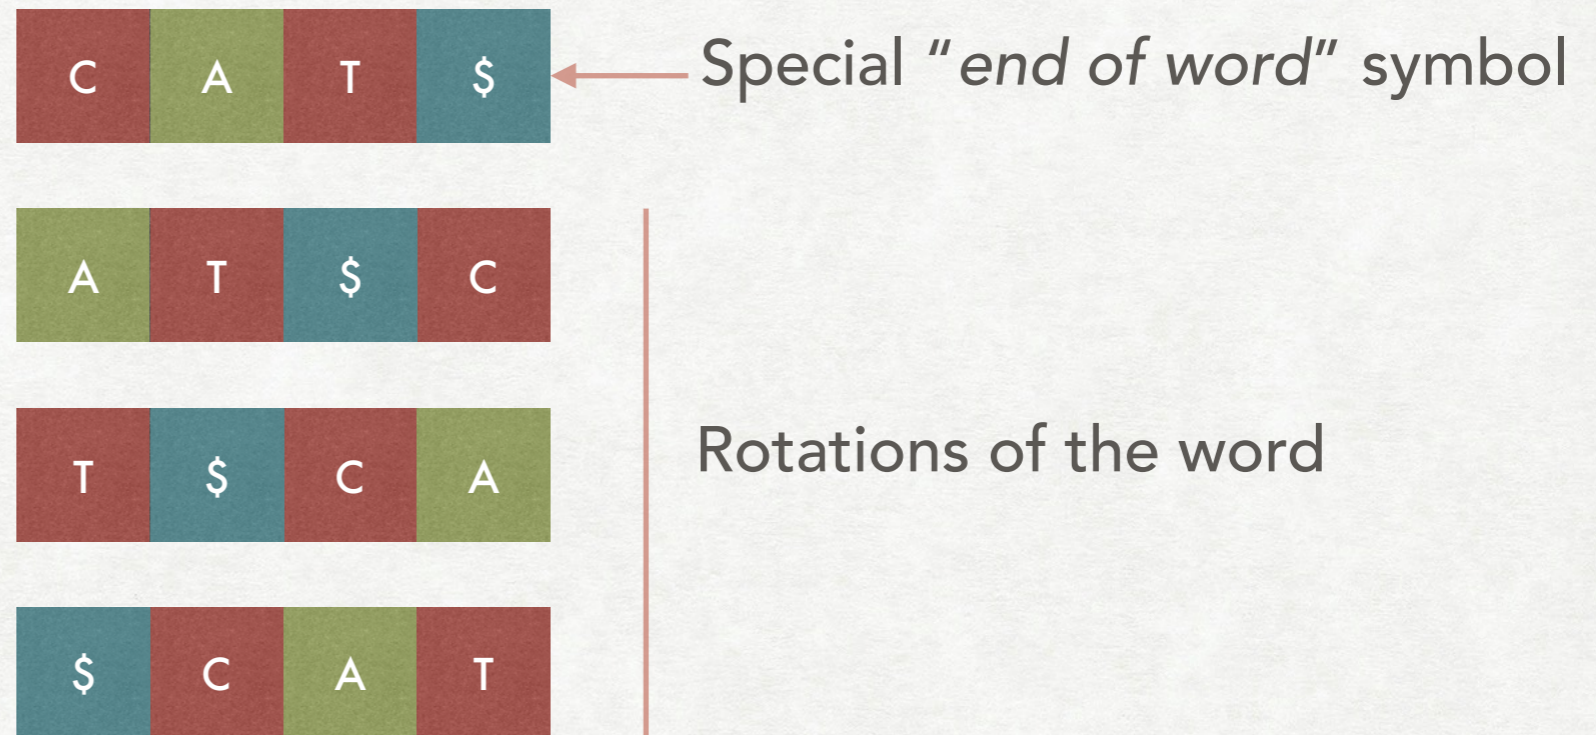 C A T $ Special “end of word” symbol
A T $ C
T $ C A Rotations of the word
$ C A T